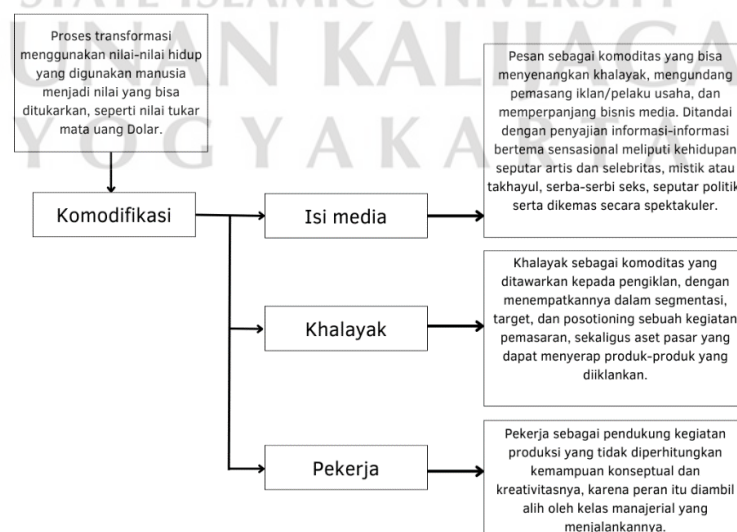 STATE ISLAMIC UNIVERSITY
SUNAN KALIJAGA
YOGYAKARTA
Proses transformasi
menggunakan nilai-nilai hidup
yang digunakan manusia
menjadi nilai yang bisa
ditukarkan, seperti nilai tukar
mata uang Dolar.
Komodifikasi
Isi media
Pesan sebagai komoditas yang bisa
menyenangkan khalayak, mengundang
pemasang iklan/pelaku usaha, dan
memperpanjang bisnis media. Ditandai
dengan penyajian informasi-informasi
bertema sensasional meliputi kehidupan
seputar artis dan selebritas, mistik atau
takhayul, serba-serbi seks, seputar politik
serta dikemas secara spektakuler.
Khalayak
Khalayak sebagai komoditas yang
ditawarkan kepada pengiklan, dengan
menempatkannya dalam segmentasi,
target, dan posotioning sebuah kegiatan
pemasaran, sekaligus aset pasar yang
dapat menyerap produk-produk yang
diiklankan.
Pekerja
Pekerja sebagai pendukung kegiatan
produksi yang tidak diperhitungkan
kemampuan konseptual dan
kreativitasnya, karena peran itu diambil
alih oleh kelas manajerial yang
menjalankannya.